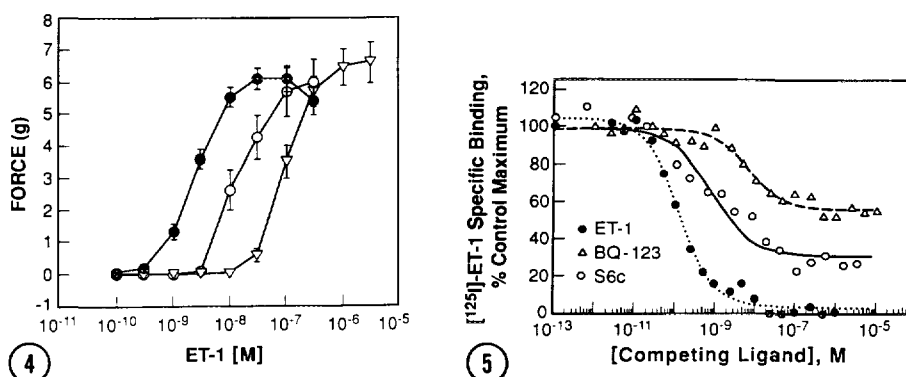 7
6
5
4
3
2
1
0
-1
FORCE (g)
10⁻¹¹ 10⁻¹⁰ 10⁻⁹ 10⁻⁸ 10⁻⁷ 10⁻⁶ 10⁻⁵
ET-1 [M]
4
120
100
80
60
40
20
0
[¹²⁵I]-ET-1 Specific Binding,
% Control Maximum
ET-1
BQ-123
S6c
10⁻¹³ 10⁻¹¹ 10⁻⁹ 10⁻⁷ 10⁻⁵
[Competing Ligand], M
5